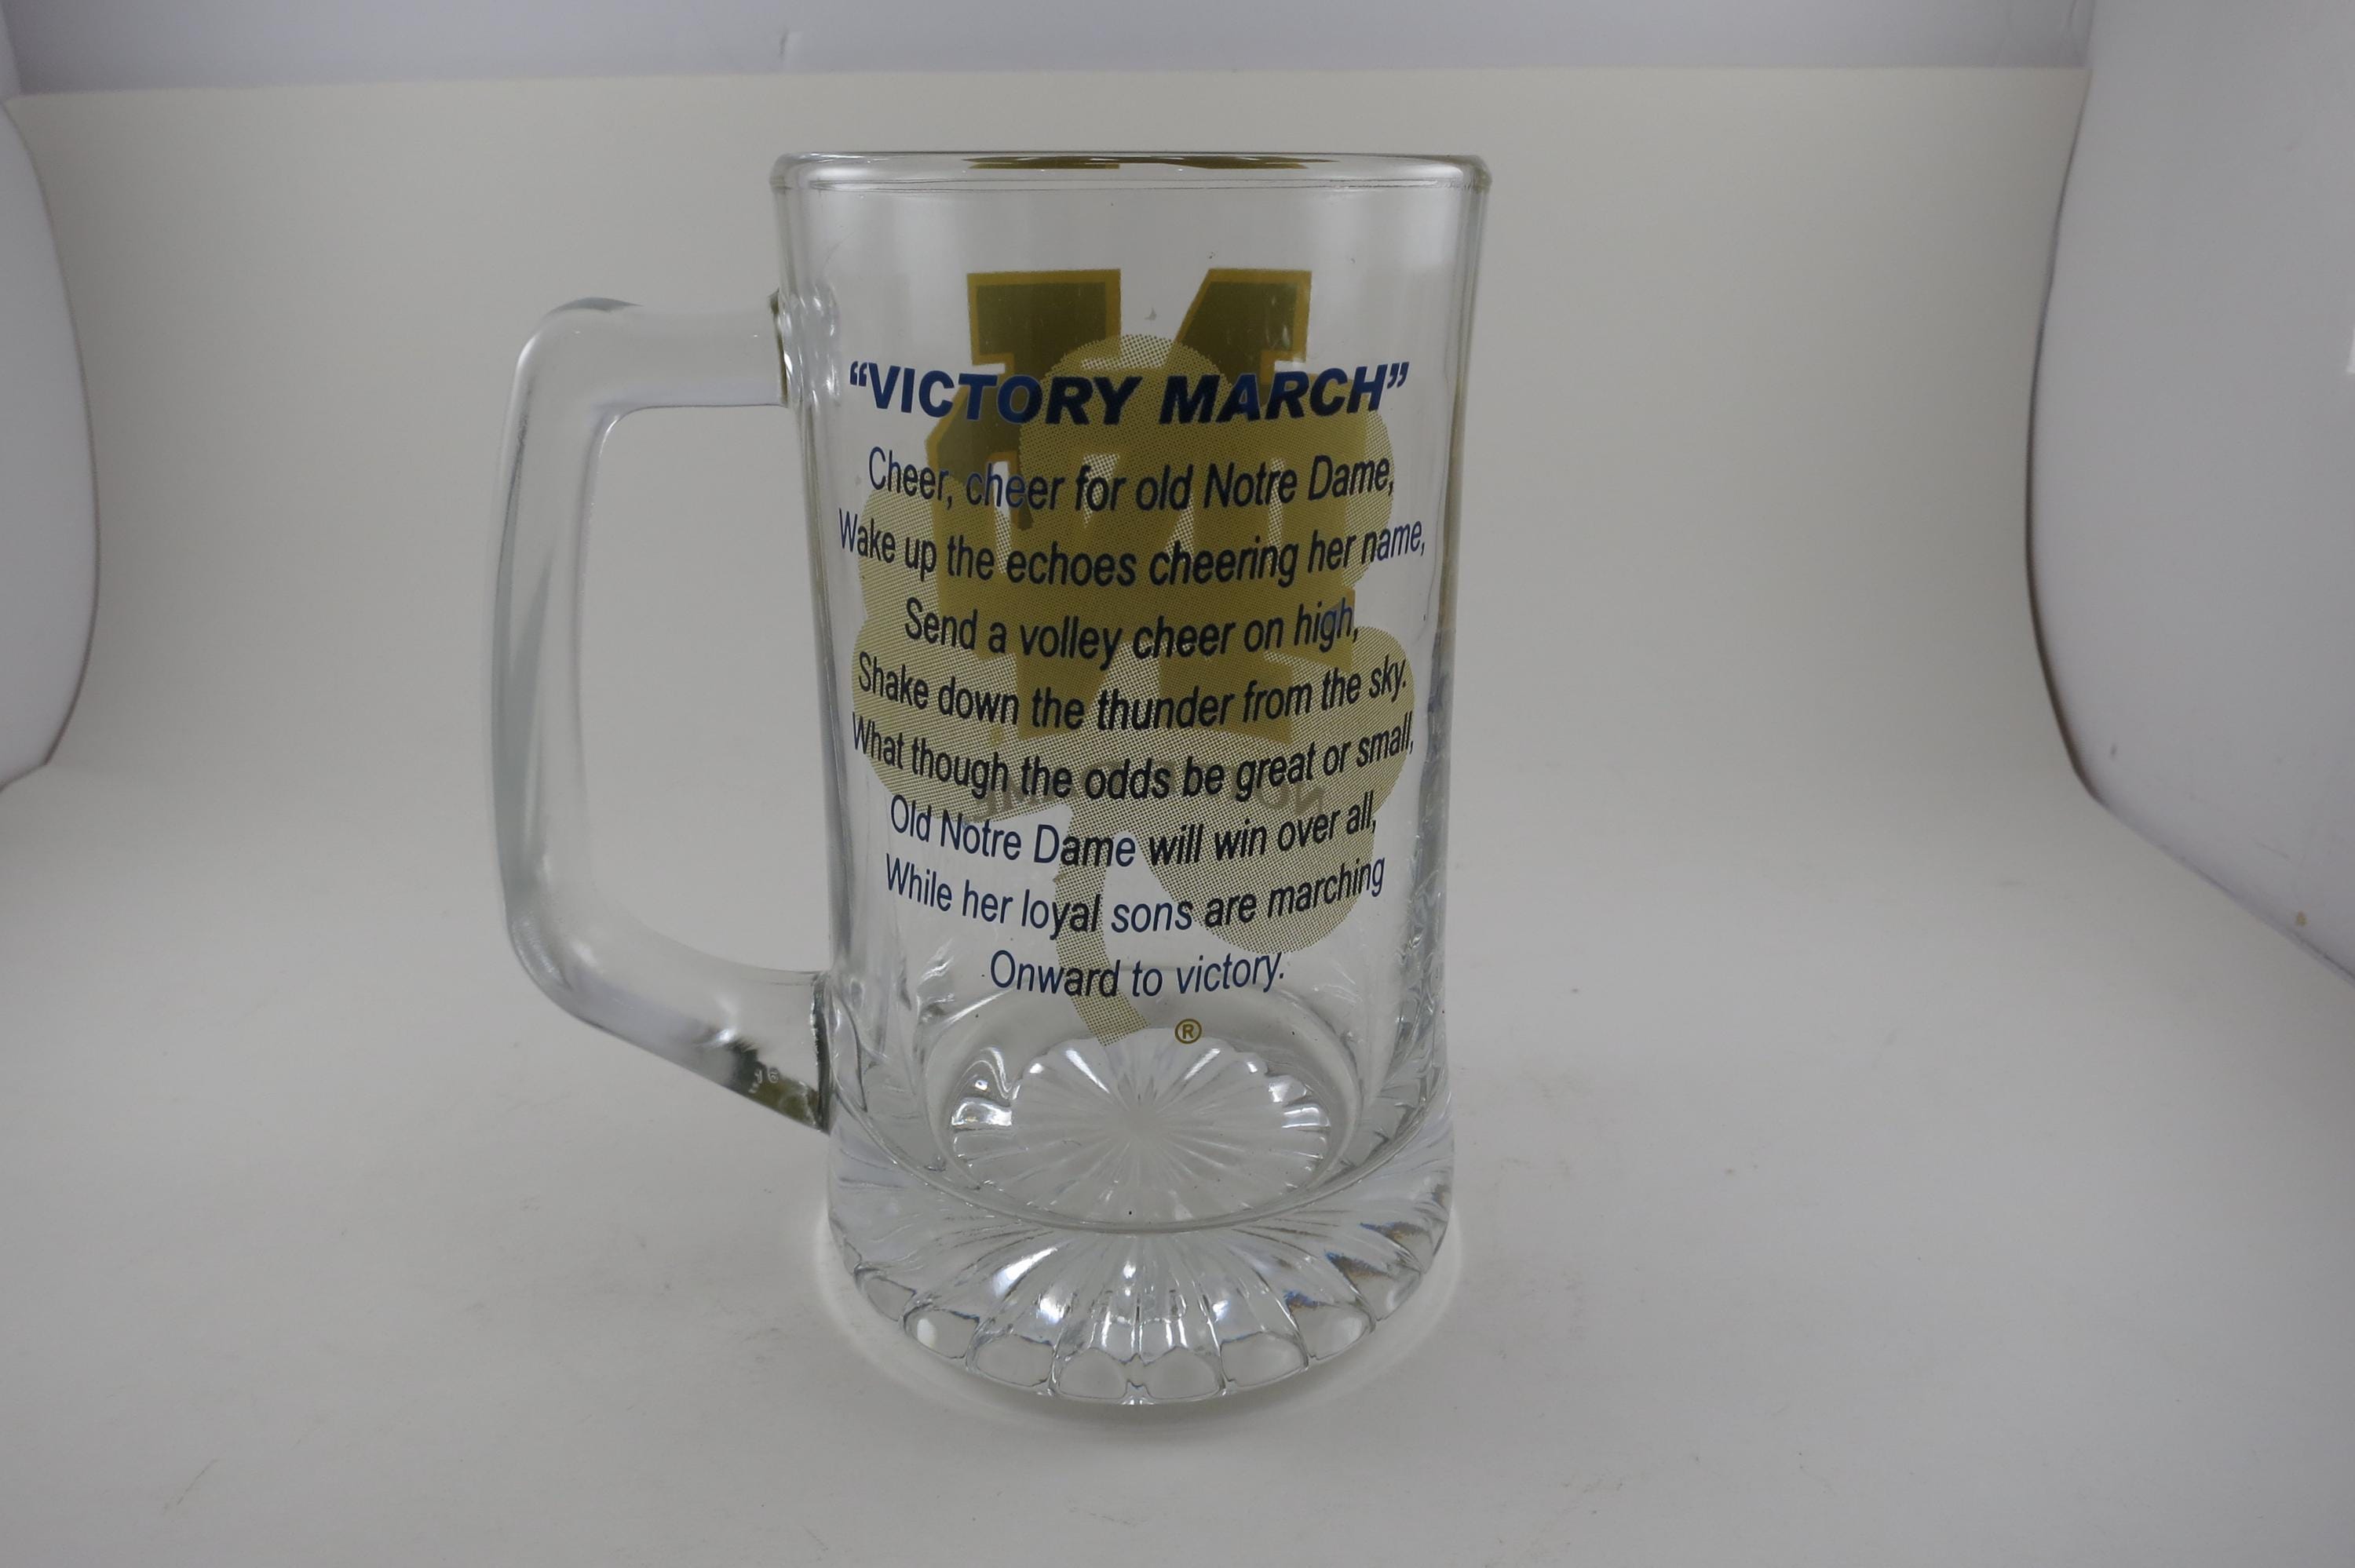 “VICTORY MARCH”
Cheer, cheer for old Notre Dame,
Wake up the echoes cheering her name,
Send a volley cheer on high,
Shake down the thunder from the sky.
What though the odds be great or small,
Old Notre Dame will win over all,
While her loyal sons are marching
Onward to victory.
®